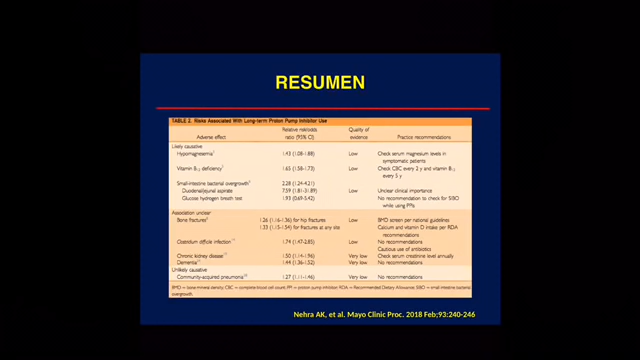 RESUMEN
TABLE 2. Risks Associated With Long-term Proton Pump Inhibitor Use
Adverse effect
Relative risk/odds ratio (95% CI)
Quality of evidence
Practice recommendations
Likely causative
Hypomagnesemia 1.43 (1.08-1.88) Low Check serum magnesium levels in
symptomatic patients
Vitamin B12 deficiency 1.65 (1.58-1.73) Low Check CBC every 2 y and vitamin B12
every 5 y
Small-intestine bacterial overgrowth 2.28 (1.24-4.21)
Duodenal/jejunal aspirate 7.59 (1.81-31.89) Low Unclear clinical importance
Glucose hydrogen breath test 1.93 (0.69-5.42) No recommendation to check for SIBO
while using PPIs
Association unclear
Bone fractures 1.26 (1.16-1.36) for hip fractures Low BMD screen per national guidelines
1.33 (1.15-1.54) for fractures at any site Calcium and vitamin D intake per RDA
recommendations
Clostridium difficile infection 1.74 (1.47-2.85) Low No recommendations
Cautious use of antibiotics
Chronic kidney disease 1.50 (1.14-1.96) Very low Check serum creatinine level annually
Dementia 1.44 (1.36-1.52) Very low No recommendations
Unlikely causative
Community-acquired pneumonia 1.27 (1.11-1.46) Very low No recommendations
BMD = bone mineral density; CBC = complete blood cell count; PPI = proton pump inhibitor; RDA = Recommended Dietary Allowance; SIBO = small intestine bacterial
overgrowth.
Nehra AK, et al. Mayo Clinic Proc. 2018 Feb;93:240-246